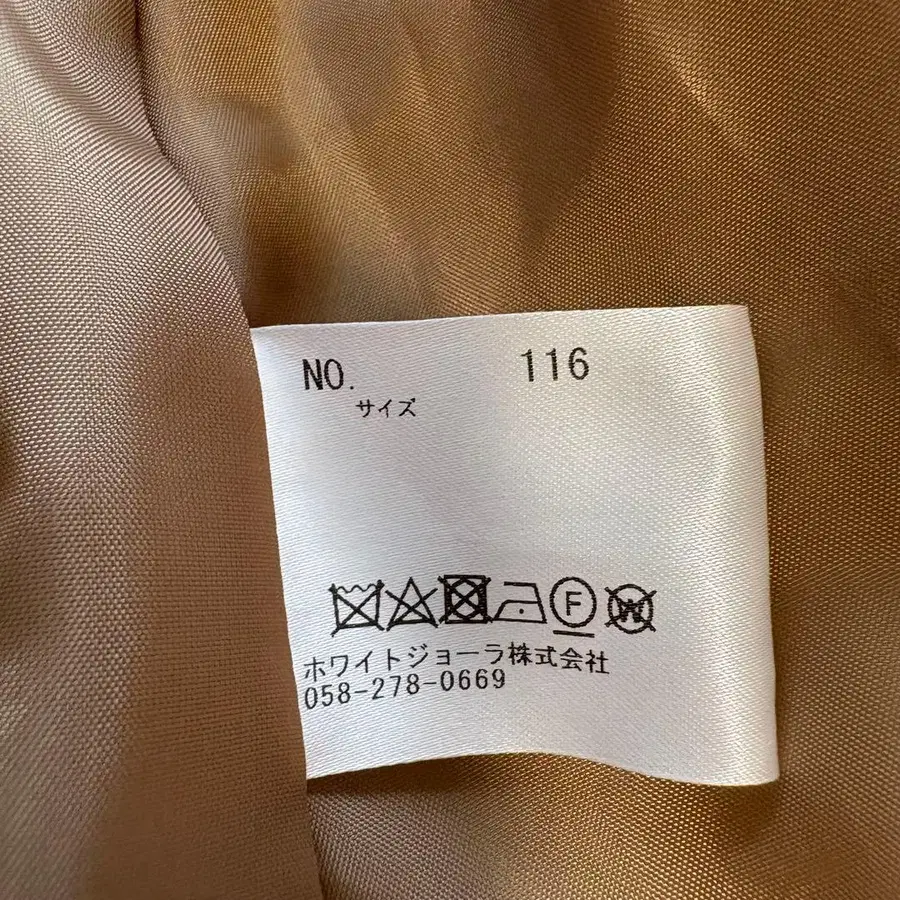 NO. 116
サイズ
F
W
ホワイトジョーラ株式会社
058-278-0669